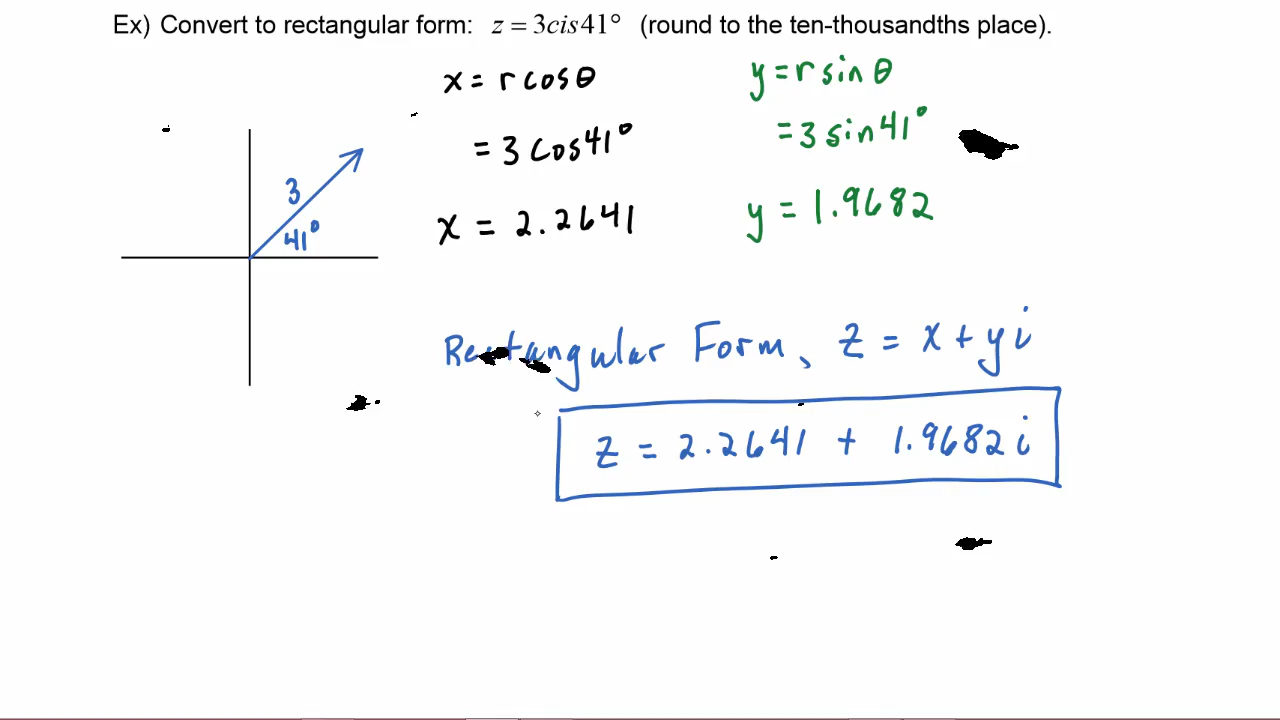 Ex) Convert to rectangular form: z = 3cis41° (round to the ten-thousandths place).
x = r cos θ
= 3 cos 41°
x = 2.2641
y = r sin θ
= 3 sin 41°
y = 1.9682
3
41°
Rectangular Form, z = x + yi
z = 2.2641 + 1.9682 i